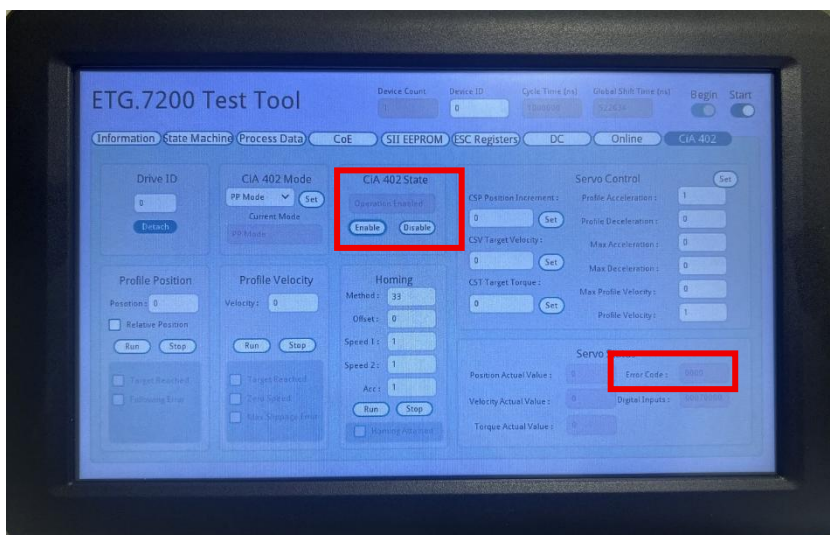 ETG.7200 Test Tool
Device Count
Device ID
Cycle Time (ns)
Global Shift Time (ns)
Begin
Start
1
0
Information
State Machine
Process Data
CoE
SII EEPROM
ESC Registers
DC
Online
CiA 402
Drive ID
0
Detach
CiA 402 Mode
PP Mode
Set
Current Mode
PP Mode
CiA 402 State
Operation Enabled
Enable
Disable
Servo Control
Set
CSP Position Increment :
0
Set
CSV Target Velocity :
0
Set
CST Target Torque :
0
Set
Profile Acceleration :
1
Profile Deceleration :
0
Max Acceleration :
0
Max Deceleration :
0
Max Profile Velocity :
0
Profile Velocity :
1
Profile Position
Position :
0
Relative Position
Run
Stop
Target Reached
Following Error
Profile Velocity
Velocity :
0
Run
Stop
Target Reached
Zero Speed
Max Slippage Error
Homing
Method :
33
Offset :
0
Speed 1 :
1
Speed 2 :
1
Acc :
1
Run
Stop
Homing Attained
Position Actual Value :
0
Velocity Actual Value :
0
Torque Actual Value :
0
Error Code :
Digital Inputs :